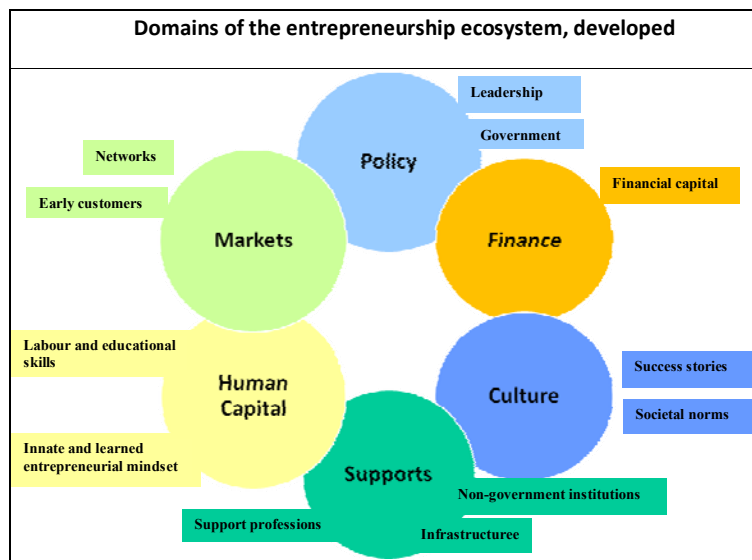 Domains of the entrepreneurship ecosystem, developed
Leadership
Government
Policy
Networks
Early customers
Markets
Financial capital
Finance
Labour and educational
skills
Human
Capital
Innate and learned
entrepreneurial mindset
Culture
Success stories
Societal norms
Supports
Non-government institutions
Support professions
Infrastructuree